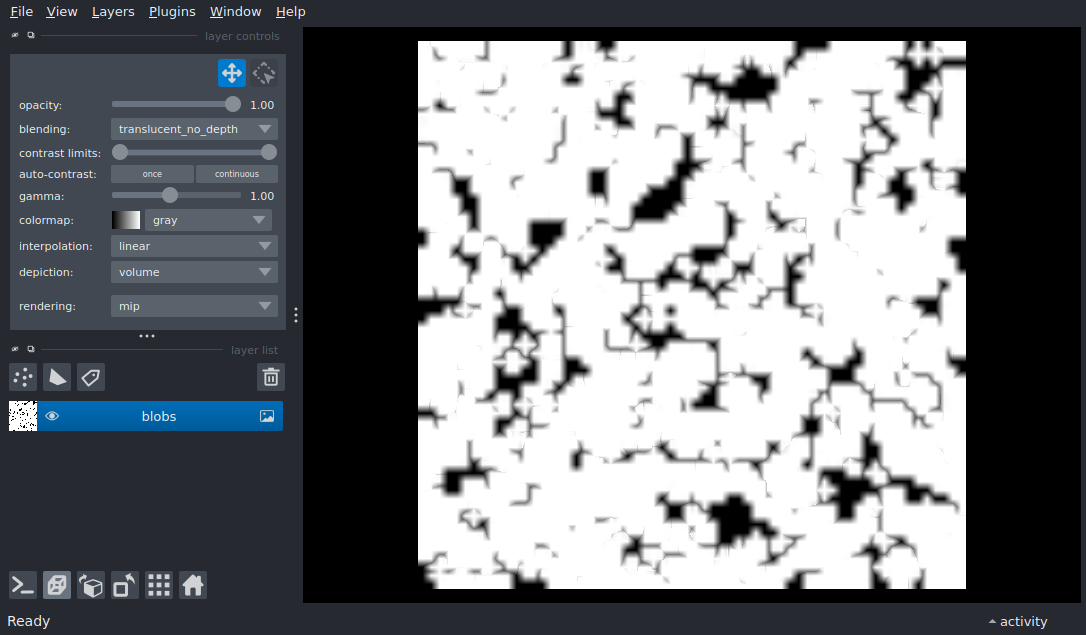 File View Layers Plugins Window Help
layer controls
opacity: 1.00
blending: translucent_no_depth
contrast limits:
auto-contrast: once continuous
gamma: 1.00
colormap: gray
interpolation: linear
depiction: volume
rendering: mip
layer list
blobs
Ready activity